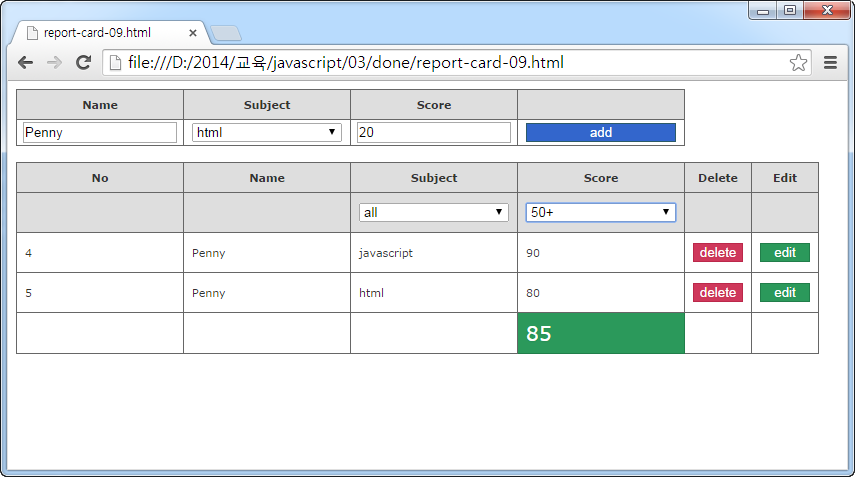 report-card-09.html
file:///D:/2014/교육/javascript/03/done/report-card-09.html
Name Subject Score
Penny html 20 add
No Name Subject Score Delete Edit
all 50+
4 Penny javascript 90 delete edit
5 Penny html 80 delete edit
85